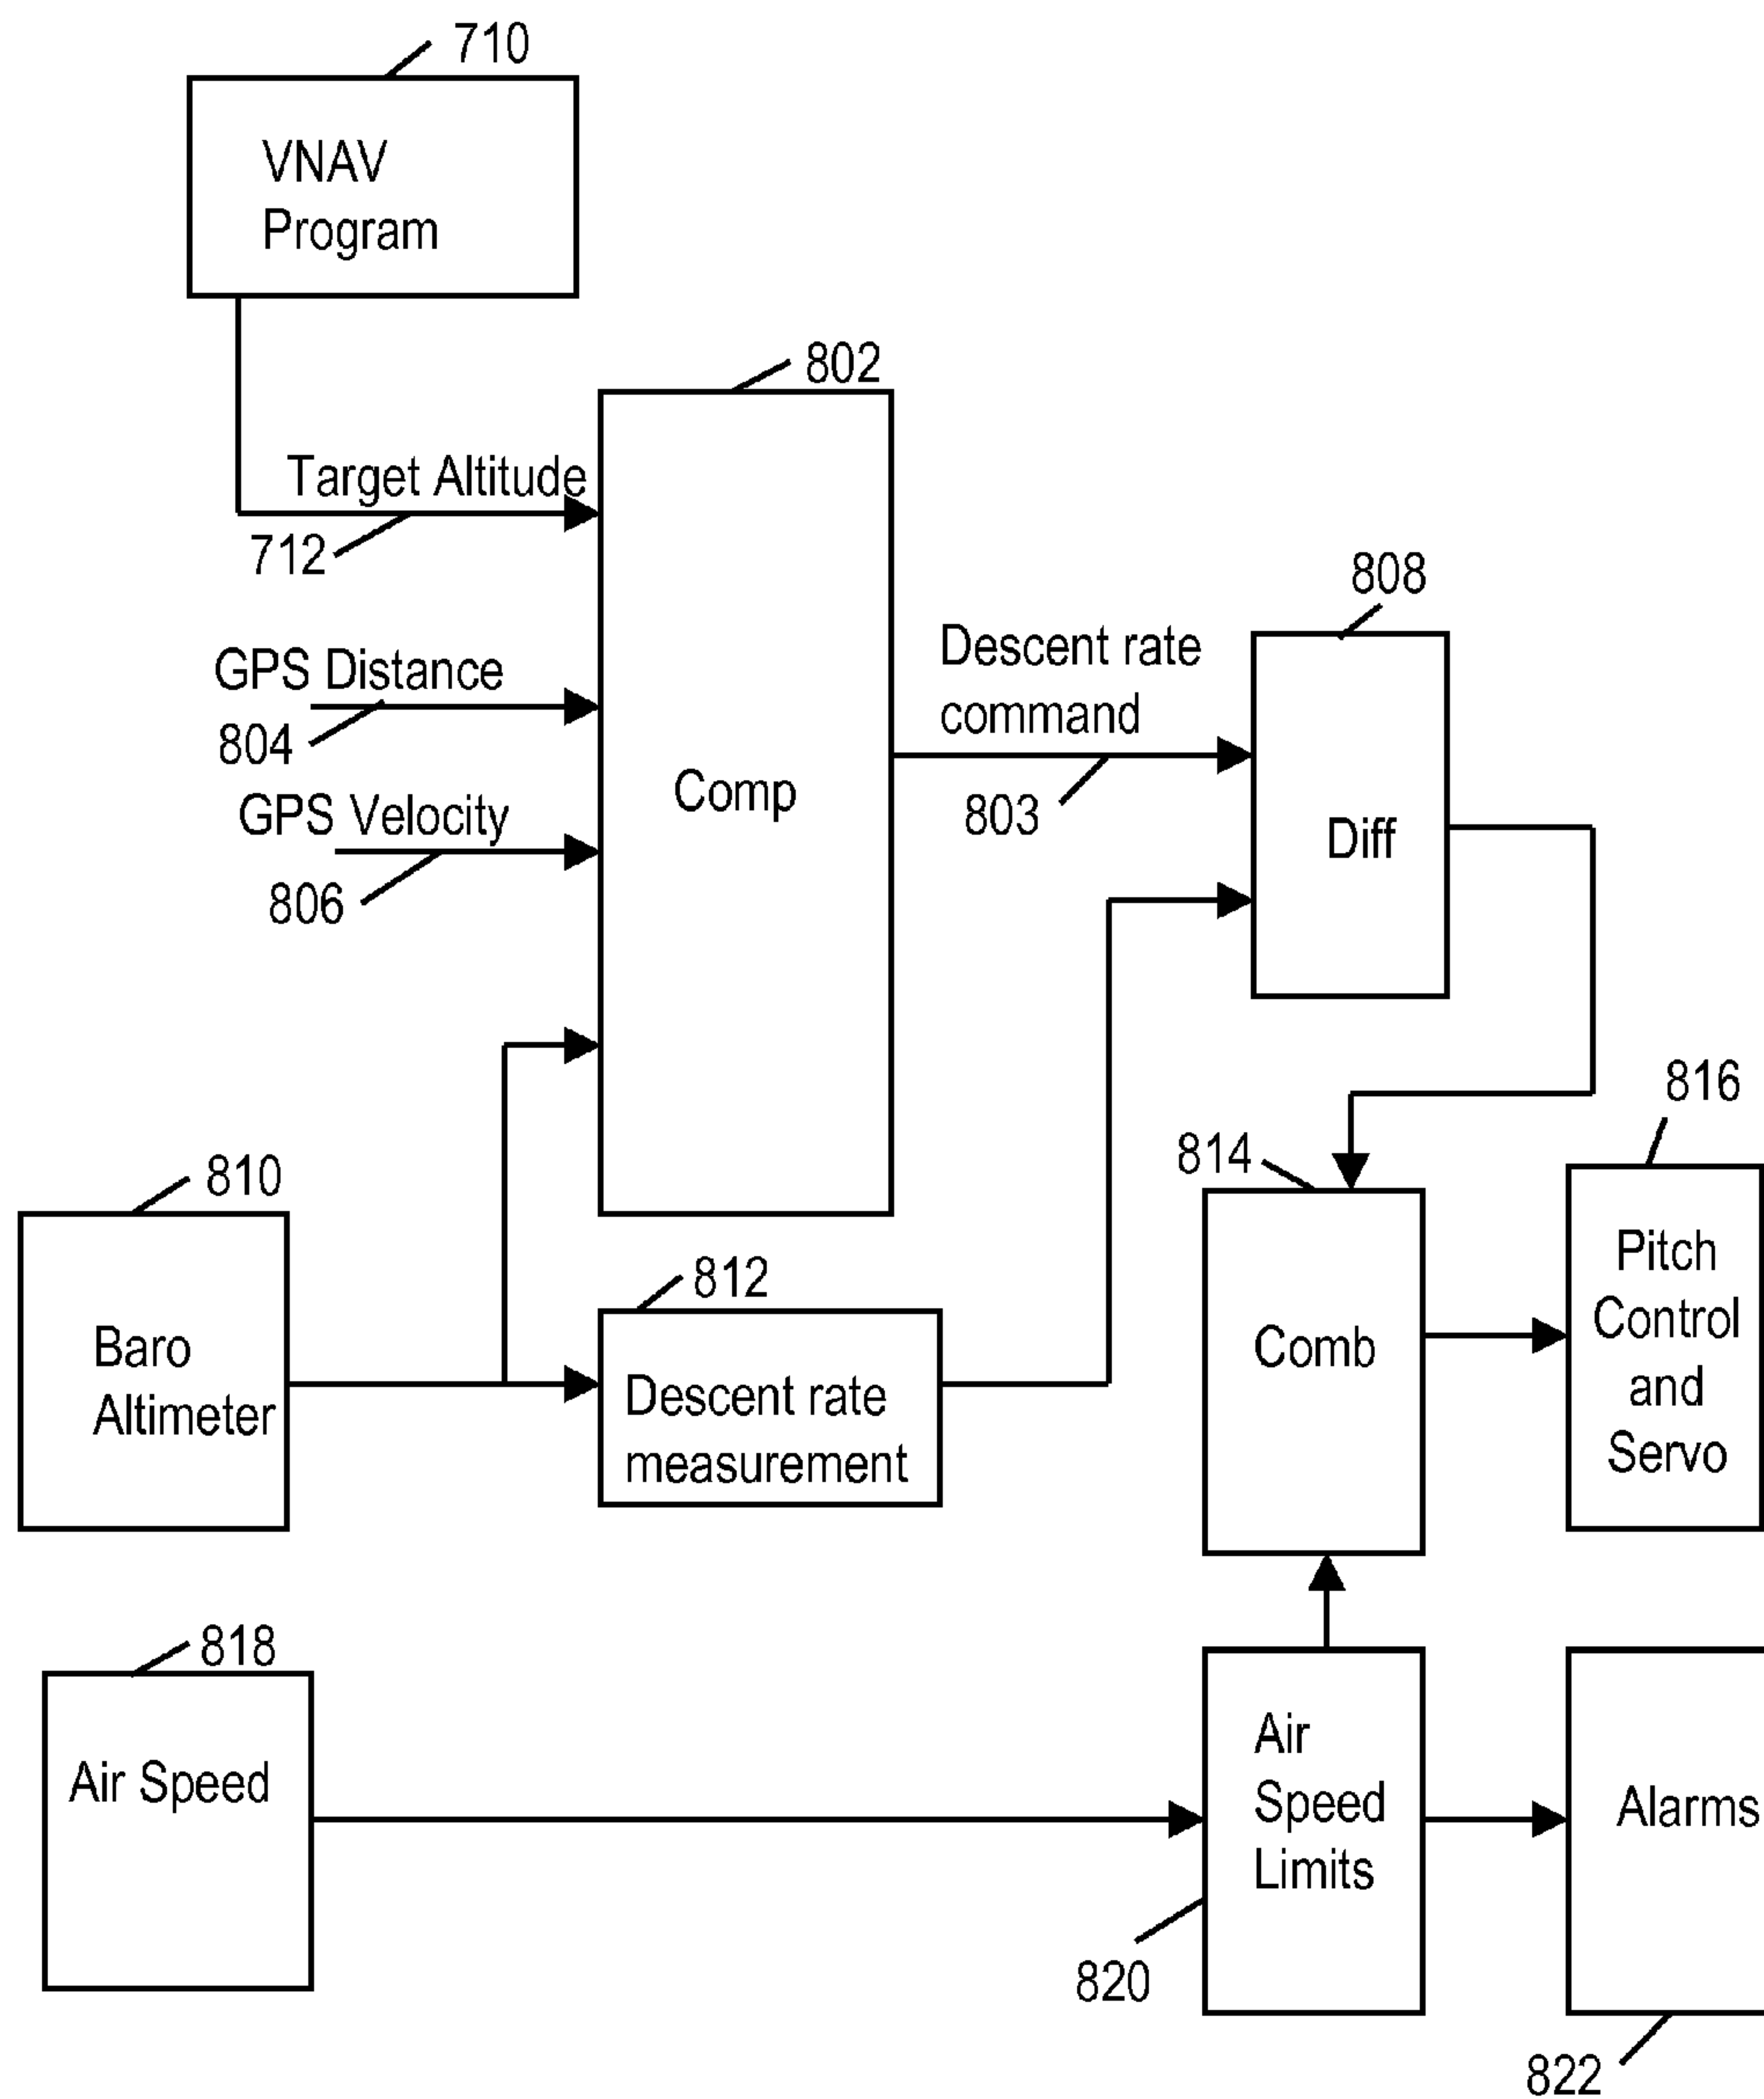 710
VNAV
Program
802
Target Altitude
712
808
GPS Distance
804
Descent rate
command
803
Comp
GPS Velocity
806
Diff
816
814
810
Pitch
Control
and
Servo
812
Baro
Altimeter
Comb
Descent rate
measurement
818
Air
Speed
Limits
Air Speed
Alarms
820
822